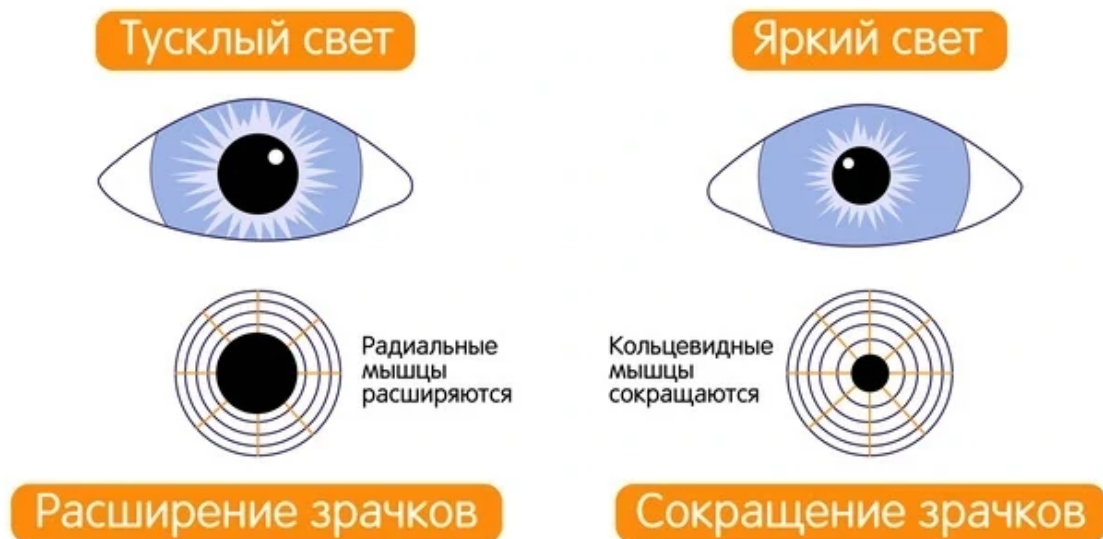 Тусклый свет
Яркий свет
Радиальные
мышцы
расширяются
Кольцевидные
мышцы
сокращаются
Расширение зрачков
Сокращение зрачков